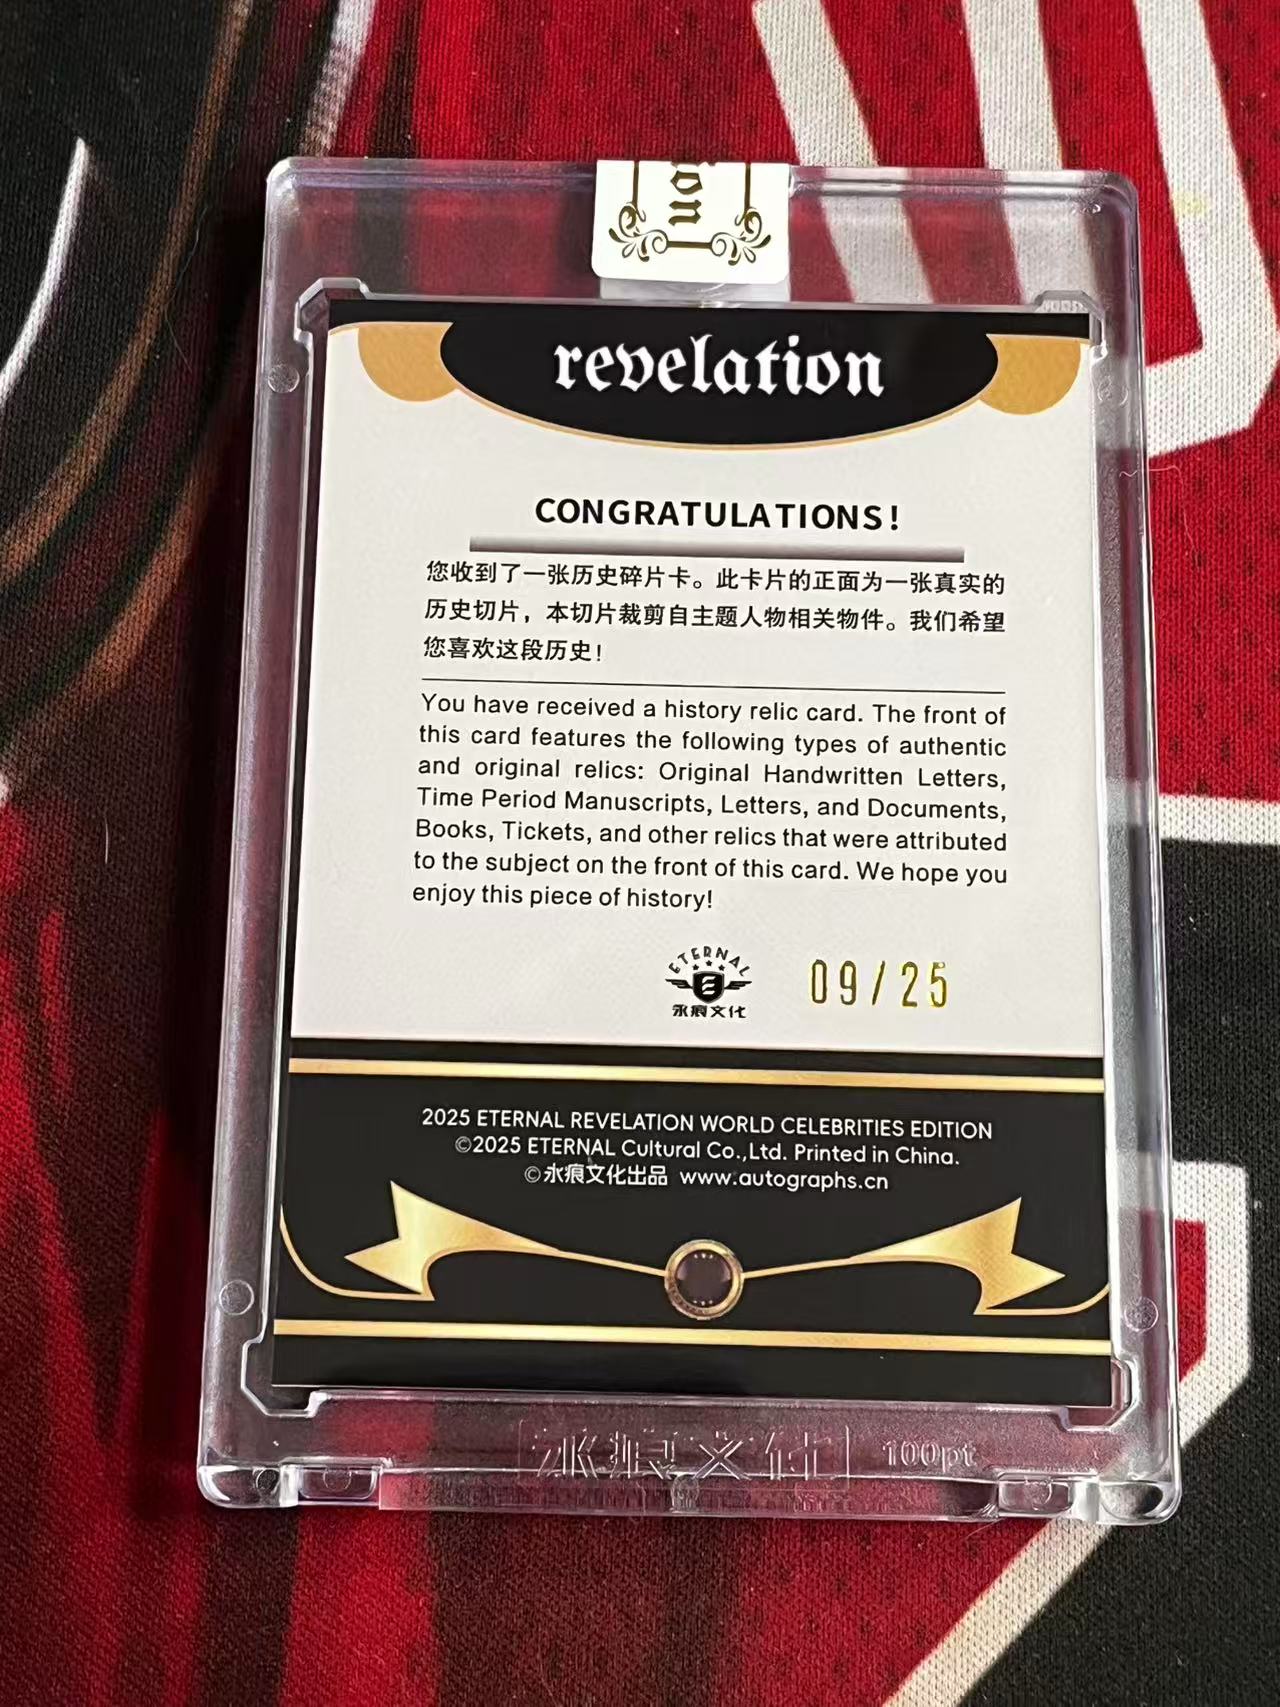 ion
revelation
CONGRATULATIONS!
您收到了一张历史碎片卡。此卡片的正面为一张真实的
历史切片，本切片裁剪自主题人物相关物件。我们希望
您喜欢这段历史！
You have received a history relic card. The front of
this card features the following types of authentic
and original relics: Original Handwritten Letters,
Time Period Manuscripts, Letters, and Documents,
Books, Tickets, and other relics that were attributed
to the subject on the front of this card. We hope you
enjoy this piece of history!
ETERNAL
永痕文化
09/25
2025 ETERNAL REVELATION WORLD CELEBRITIES EDITION
©2025 ETERNAL Cultural Co.,Ltd. Printed in China.
©永痕文化出品 www.autographs.cn
永痕文化 100pt